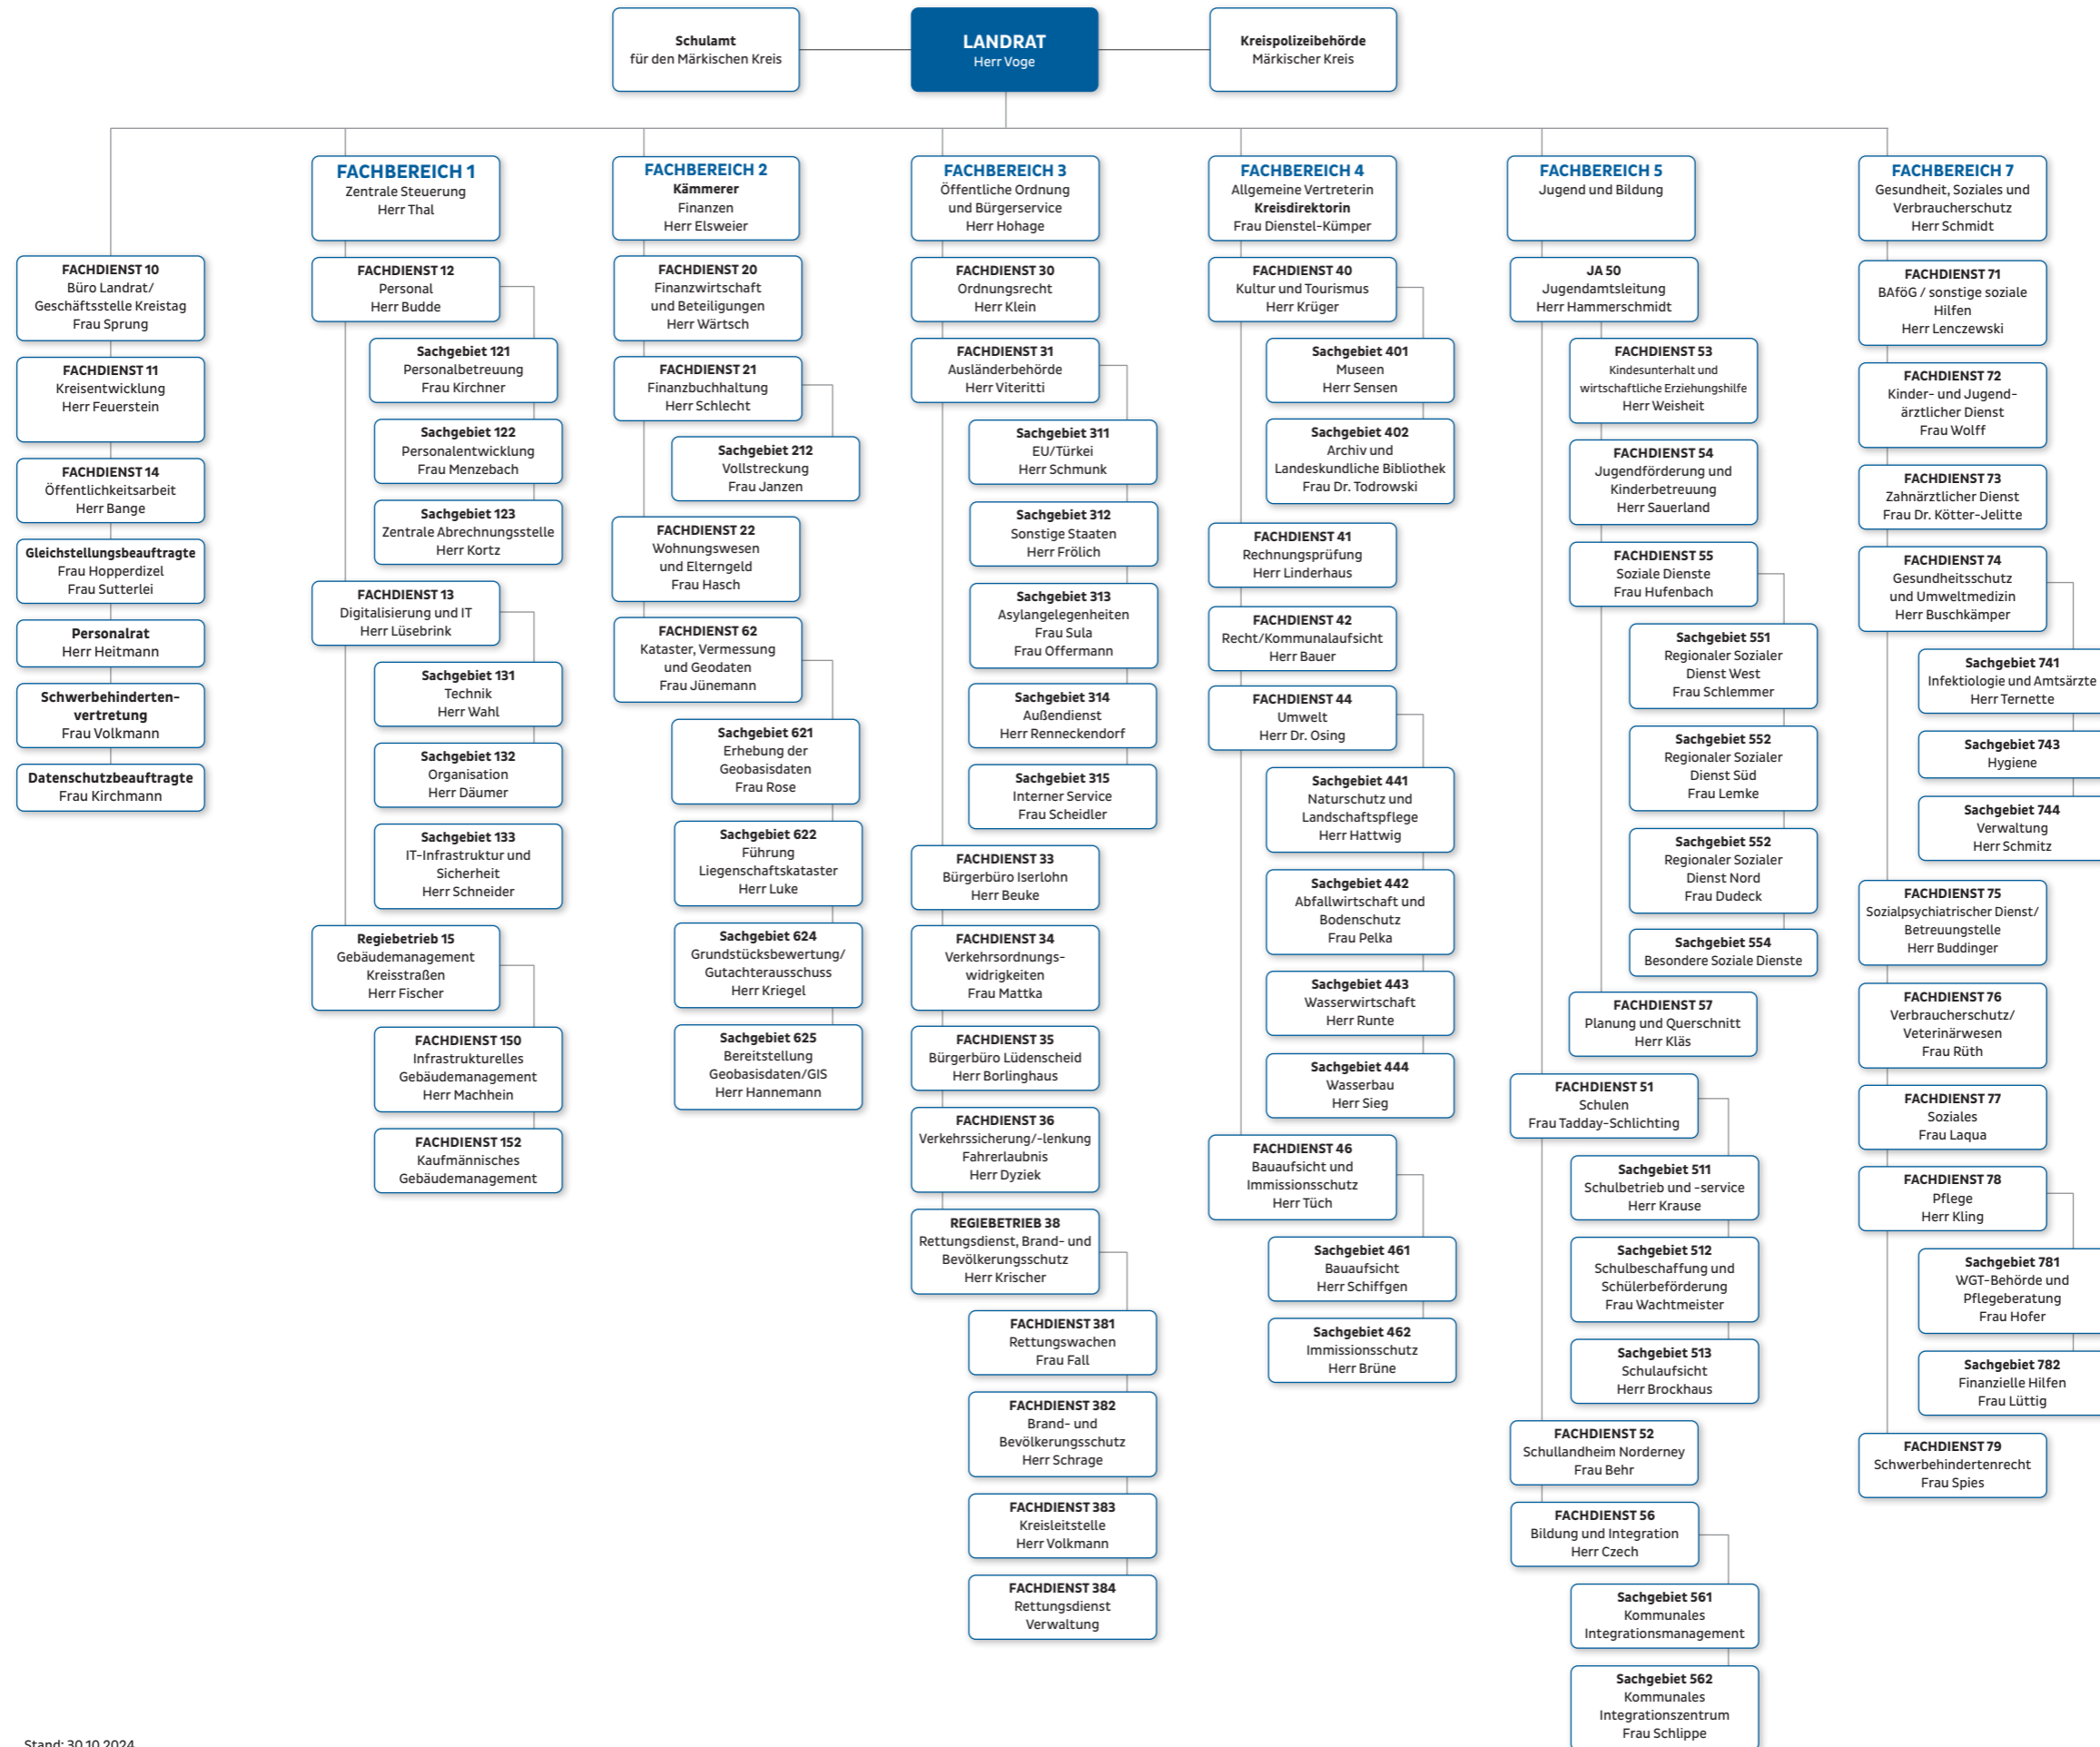 Schulamt
für den Märkischen Kreis
LANDRAT
Herr Voge
Kreispolizeibehörde
Märkischer Kreis
FACHDIENST 10
Büro Landrat/
Geschäftsstelle Kreistag
Frau Sprung
FACHDIENST 11
Kreisentwicklung
Herr Feuerstein
FACHDIENST 14
Öffentlichkeitsarbeit
Herr Bange
Gleichstellungsbeauftragte
Frau Hopperdizel
Frau Sutterlei
Personalrat
Herr Heitmann
Schwerbehinderten-
vertretung
Frau Volkmann
Datenschutzbeauftragte
Frau Kirchmann
FACHBEREICH 1
Zentrale Steuerung
Herr Thal
FACHDIENST 12
Personal
Herr Budde
Sachgebiet 121
Personalbetreuung
Frau Kirchner
Sachgebiet 122
Personalentwicklung
Frau Menzebach
Sachgebiet 123
Zentrale Abrechnungsstelle
Herr Kortz
FACHDIENST 13
Digitalisierung und IT
Herr Lüsebrink
Sachgebiet 131
Technik
Herr Wahl
Sachgebiet 132
Organisation
Herr Däumer
Sachgebiet 133
IT-Infrastruktur und
Sicherheit
Herr Schneider
Regiebetrieb 15
Gebäudemanagement
Kreisstraßen
Herr Fischer
FACHDIENST 150
Infrastrukturelles
Gebäudemanagement
Herr Machhein
FACHDIENST 152
Kaufmännisches
Gebäudemanagement
FACHBEREICH 2
Kämmerer
Finanzen
Herr Elsweier
FACHDIENST 20
Finanzwirtschaft
und Beteiligungen
Herr Wärtsch
FACHDIENST 21
Finanzbuchhaltung
Herr Schlecht
Sachgebiet 212
Vollstreckung
Frau Janzen
FACHDIENST 22
Wohnungswesen
und Elterngeld
Frau Hasch
FACHDIENST 62
Kataster, Vermessung
und Geodaten
Frau Jünemann
Sachgebiet 621
Erhebung der
Geobasisdaten
Frau Rose
Sachgebiet 622
Führung
Liegenschaftskataster
Herr Luke
Sachgebiet 624
Grundstücksbewertung/
Gutachterausschuss
Herr Kriegel
Sachgebiet 625
Bereitstellung
Geobasisdaten/GIS
Herr Hannemann
FACHBEREICH 3
Öffentliche Ordnung
und Bürgerservice
Herr Hohage
FACHDIENST 30
Ordnungsrecht
Herr Klein
FACHDIENST 31
Ausländerbehörde
Herr Viteritti
Sachgebiet 311
EU/Türkei
Herr Schmunk
Sachgebiet 312
Sonstige Staaten
Herr Frölich
Sachgebiet 313
Asylangelegenheiten
Frau Sula
Frau Offermann
Sachgebiet 314
Außendienst
Herr Renneckendorf
Sachgebiet 315
Interner Service
Frau Scheidler
FACHDIENST 33
Bürgerbüro Iserlohn
Herr Beuke
FACHDIENST 34
Verkehrsordnungs-
widrigkeiten
Frau Mattka
FACHDIENST 35
Bürgerbüro Lüdenscheid
Herr Borlinghaus
FACHDIENST 36
Verkehrssicherung/-lenkung
Fahrerlaubnis
Herr Dyziek
REGIEBETRIEB 38
Rettungsdienst, Brand- und
Bevölkerungsschutz
Herr Krischer
FACHDIENST 381
Rettungswachen
Frau Fall
FACHDIENST 382
Brand- und
Bevölkerungsschutz
Herr Schrage
FACHDIENST 383
Kreisleitstelle
Herr Volkmann
FACHDIENST 384
Rettungsdienst
Verwaltung
FACHBEREICH 4
Allgemeine Vertreterin
Kreisdirektorin
Frau Dienstel-Kümper
FACHDIENST 40
Kultur und Tourismus
Herr Krüger
Sachgebiet 401
Museen
Herr Sensen
Sachgebiet 402
Archiv und
Landeskundliche Bibliothek
Frau Dr. Todrowski
FACHDIENST 41
Rechnungsprüfung
Herr Linderhaus
FACHDIENST 42
Recht/Kommunalaufsicht
Herr Bauer
FACHDIENST 44
Umwelt
Herr Dr. Osing
Sachgebiet 441
Naturschutz und
Landschaftspflege
Herr Hattwig
Sachgebiet 442
Abfallwirtschaft und
Bodenschutz
Frau Pelka
Sachgebiet 443
Wasserwirtschaft
Herr Runte
Sachgebiet 444
Wasserbau
Herr Sieg
FACHDIENST 46
Bauaufsicht und
Immissionsschutz
Herr Tüch
Sachgebiet 461
Bauaufsicht
Herr Schiffgen
Sachgebiet 462
Immissionsschutz
Herr Brüne
FACHBEREICH 5
Jugend und Bildung
JA 50
Jugendamtsleitung
Herr Hammerschmidt
FACHDIENST 53
Kindesunterhalt und
wirtschaftliche Erziehungshilfe
Herr Weisheit
FACHDIENST 54
Jugendförderung und
Kinderbetreuung
Herr Sauerland
FACHDIENST 55
Soziale Dienste
Frau Hufenbach
Sachgebiet 551
Regionaler Sozialer
Dienst West
Frau Schlemmer
Sachgebiet 552
Regionaler Sozialer
Dienst Süd
Frau Lemke
Sachgebiet 552
Regionaler Sozialer
Dienst Nord
Frau Dudeck
Sachgebiet 554
Besondere Soziale Dienste
FACHDIENST 57
Planung und Querschnitt
Herr Kläs
FACHDIENST 51
Schulen
Frau Tadday-Schlichting
Sachgebiet 511
Schulbetrieb und -service
Herr Krause
Sachgebiet 512
Schulbeschaffung und
Schülerbeförderung
Frau Wachtmeister
Sachgebiet 513
Schulaufsicht
Herr Brockhaus
FACHDIENST 52
Schullandheim Norderney
Frau Behr
FACHDIENST 56
Bildung und Integration
Herr Czech
Sachgebiet 561
Kommunales
Integrationsmanagement
Sachgebiet 562
Kommunales
Integrationszentrum
Frau Schlippe
FACHBEREICH 7
Gesundheit, Soziales und
Verbraucherschutz
Herr Schmidt
FACHDIENST 71
BAföG / sonstige soziale
Hilfen
Herr Lenczewski
FACHDIENST 72
Kinder- und Jugend-
ärztlicher Dienst
Frau Wolff
FACHDIENST 73
Zahnärztlicher Dienst
Frau Dr. Kötter-Jelitte
FACHDIENST 74
Gesundheitsschutz
und Umweltmedizin
Herr Buschkämper
Sachgebiet 741
Infektiologie und Amtsärzte
Herr Ternette
Sachgebiet 743
Hygiene
Sachgebiet 744
Verwaltung
Herr Schmitz
FACHDIENST 75
Sozialpsychiatrischer Dienst/
Betreuungstelle
Herr Buddinger
FACHDIENST 76
Verbraucherschutz/
Veterinärwesen
Frau Rüth
FACHDIENST 77
Soziales
Frau Laqua
FACHDIENST 78
Pflege
Herr Kling
Sachgebiet 781
WGT-Behörde und
Pflegeberatung
Frau Hofer
Sachgebiet 782
Finanzielle Hilfen
Frau Lüttig
FACHDIENST 79
Schwerbehindertenrecht
Frau Spies
Stand: 30.10.2024